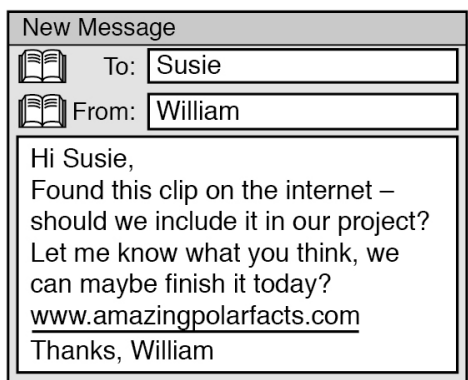 New Message
To: Susie
From: William
Hi Susie,
Found this clip on the internet –
should we include it in our project?
Let me know what you think, we
can maybe finish it today?
www.amazingpolarfacts.com
Thanks, William